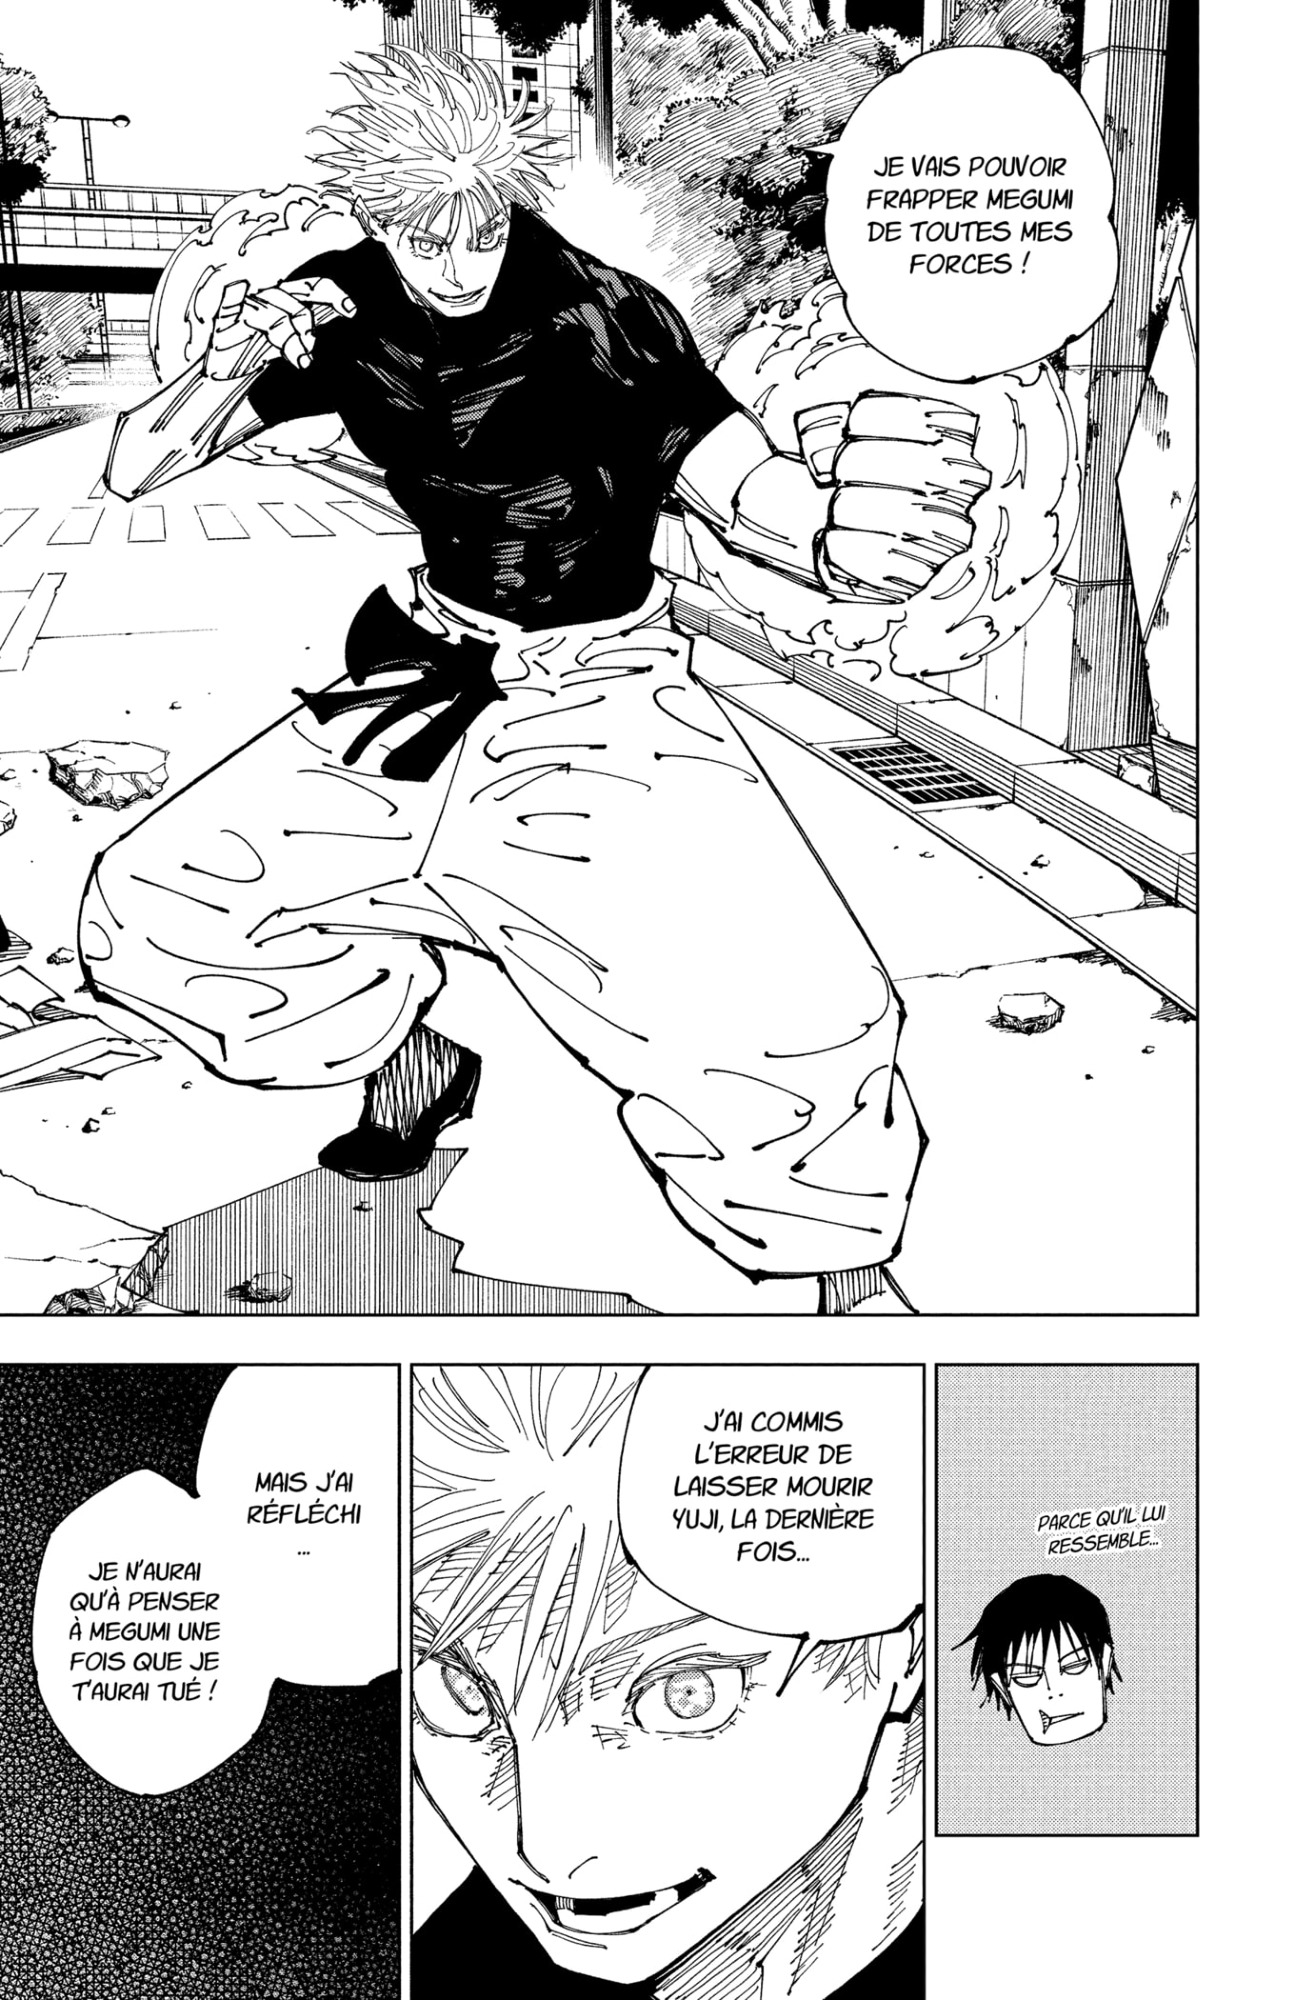 JE VAIS POUVOIR
FRAPPER MEGUMI
DE TOUTES MES
FORCES !
PARCE QU'IL LUI
RESSEMBLE...
J'AI COMMIS
L'ERREUR DE
LAISSER MOURIR
YUJI, LA DERNIÈRE
FOIS...
MAIS J'AI
RÉFLÉCHI
...
JE N'AURAI
QU'À PENSER
À MEGUMI UNE
FOIS QUE JE
T'AURAI TUÉ !